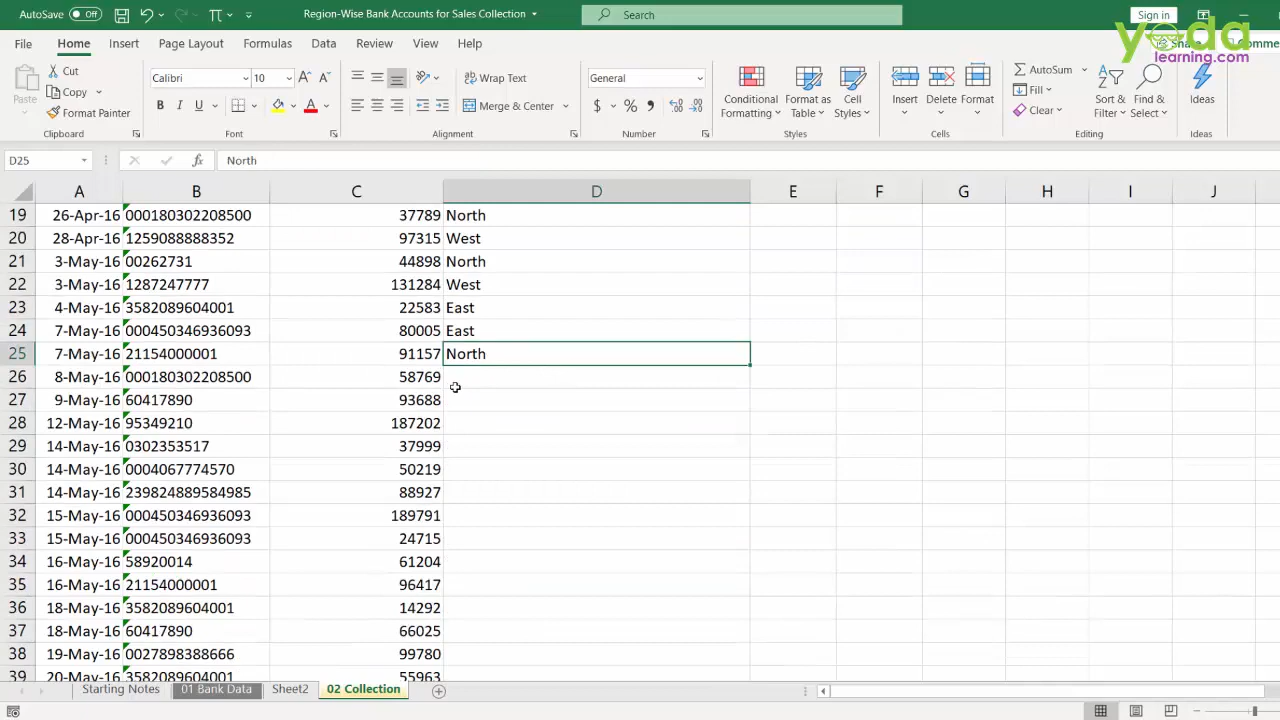 AutoSave Off Region-Wise Bank Accounts for Sales Collection Search Sign in
yoda
learning.com
File Home Insert Page Layout Formulas Data Review View Help
Paste Cut Copy Format Painter
Calibri 10
B I U A
Wrap Text
Merge & Center
General
$ % ,
Conditional Formatting Format as Table Cell Styles
Insert Delete Format
AutoSum Fill Clear
Sort & Filter Find & Select Ideas
Clipboard Font Alignment Number Styles Cells Editing Ideas
D25 fx North
A B C D E F G H I J
19 26-Apr-16 000180302208500 37789 North
20 28-Apr-16 1259088888352 97315 West
21 3-May-16 00262731 44898 North
22 3-May-16 1287247777 131284 West
23 4-May-16 3582089604001 22583 East
24 7-May-16 000450346936093 80005 East
25 7-May-16 21154000001 91157 North
26 8-May-16 000180302208500 58769
27 9-May-16 60417890 93688
28 12-May-16 95349210 187202
29 14-May-16 0302353517 37999
30 14-May-16 0004067774570 50219
31 14-May-16 239824889584985 88927
32 15-May-16 000450346936093 189791
33 15-May-16 000450346936093 24715
34 16-May-16 58920014 61204
35 16-May-16 21154000001 96417
36 18-May-16 3582089604001 14292
37 18-May-16 60417890 66025
38 19-May-16 0027898388666 99780
39 20-May-16 3582089604001 55963
Starting Notes 01 Bank Data Sheet2 02 Collection